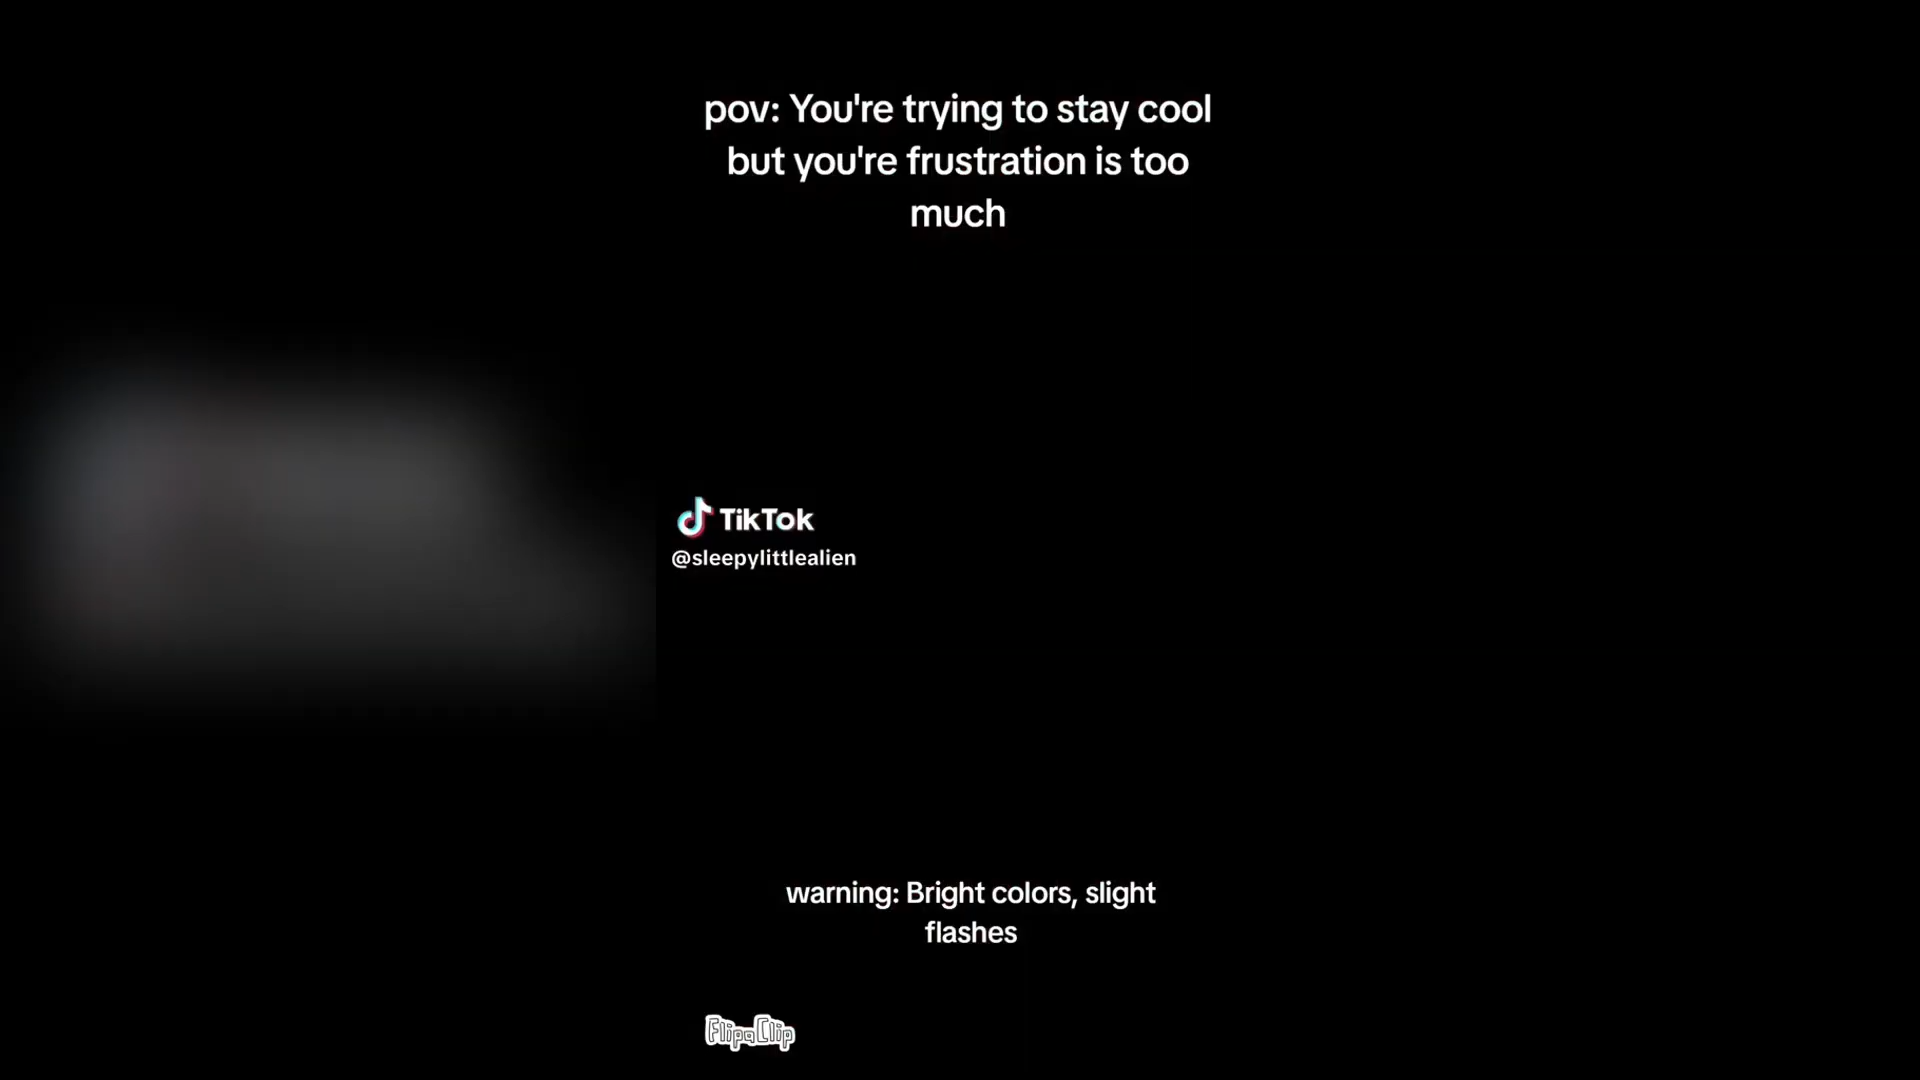 pov: You're trying to stay cool
but you're frustration is too
much
TikTok
@sleepylittlealien
warning: Bright colors, slight
flashes
FlipaClip